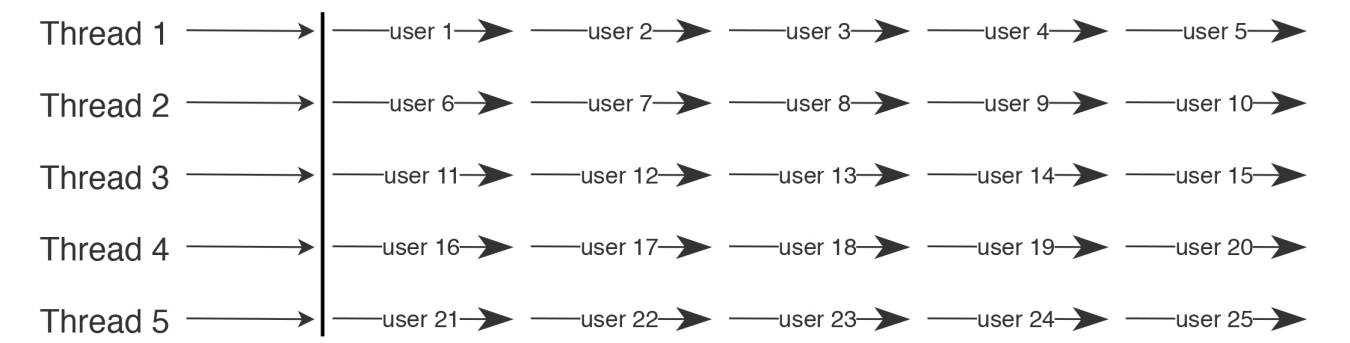 Thread 1 user 1 user 2 user 3 user 4 user 5
Thread 2 user 6 user 7 user 8 user 9 user 10
Thread 3 user 11 user 12 user 13 user 14 user 15
Thread 4 user 16 user 17 user 18 user 19 user 20
Thread 5 user 21 user 22 user 23 user 24 user 25